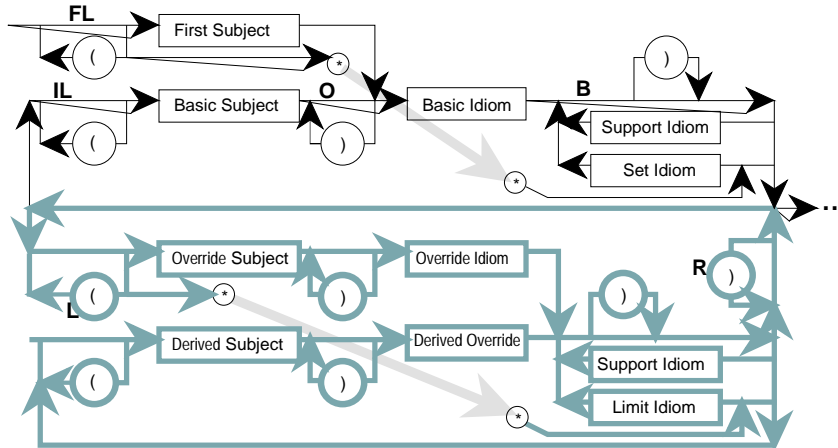 FL
First Subject
(
*
)
IL
Basic Subject
O
Basic Idiom
B
(
)
Support Idiom
Set Idiom
*
...
Override Subject
Override Idiom
R
)
(
L
*
)
)
Derived Subject
Derived Override
(
)
Support Idiom
Limit Idiom
*